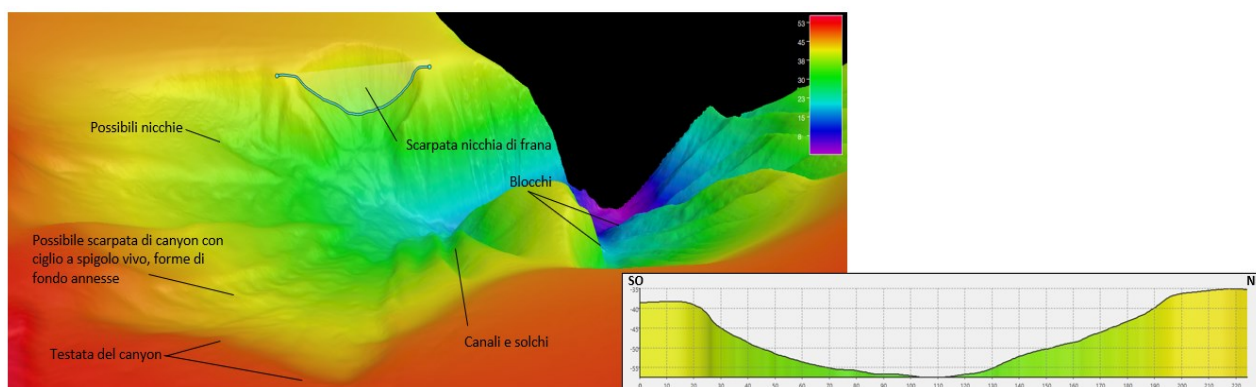 53
45
38
30
23
15
8
Possibili nicchie
Scarpata nicchia di frana
Blocchi
Possibile scarpata di canyon con
ciglio a spigolo vivo, forme di
fondo annesse
Testata del canyon
Canali e solchi
SO
N
-35
-40
-45
-50
-55
0 10 20 30 40 50 60 70 80 90 100 110 120 130 140 150 160 170 180 190 200 210 220